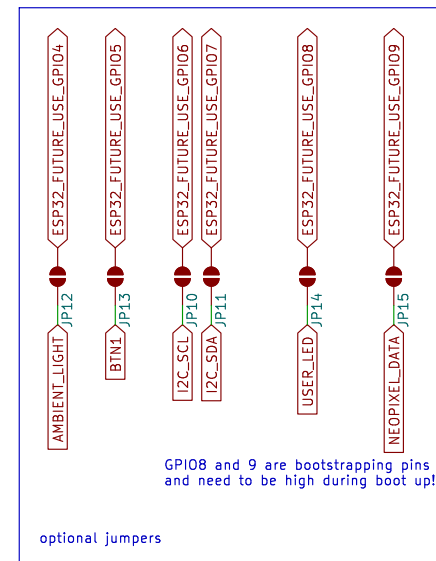 ESP32_FUTURE_USE_GPIO4
ESP32_FUTURE_USE_GPIO5
ESP32_FUTURE_USE_GPIO6
ESP32_FUTURE_USE_GPIO7
ESP32_FUTURE_USE_GPIO8
ESP32_FUTURE_USE_GPIO9
JP12
JP13
JP10
JP11
JP14
JP15
AMBIENT_LIGHT
BTN1
I2C_SCL
I2C_SDA
USER_LED
NEOPIXEL_DATA
GPIO8 and 9 are bootstrapping pins
and need to be high during boot up!
optional jumpers